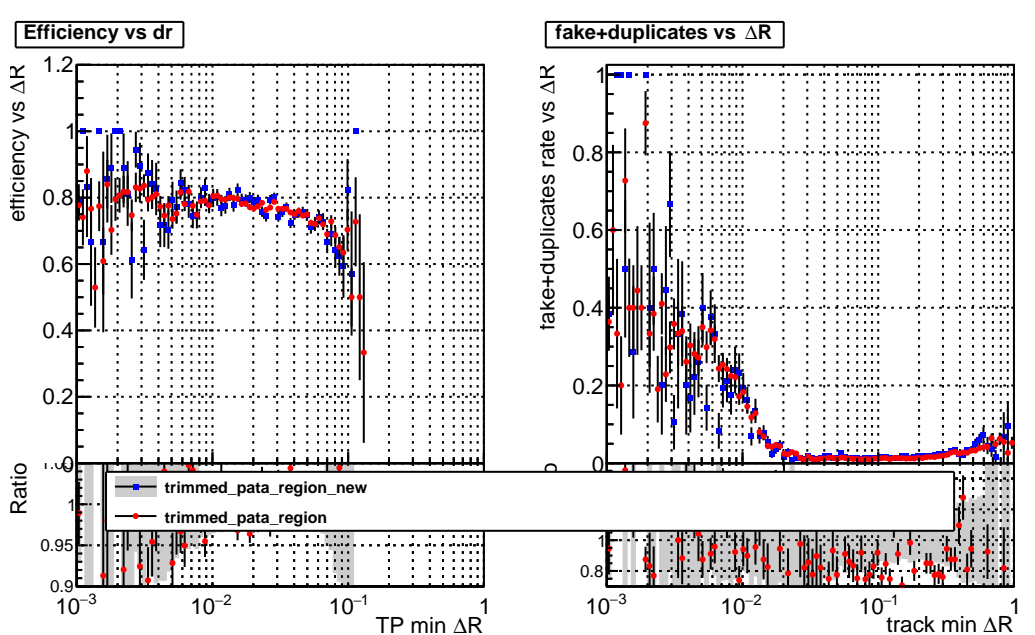 Efficiency vs dr
fake+duplicates vs ΔR
efficiency vs ΔR
1.2
1
0.8
0.6
0.4
0.2
0
fake+duplicates rate vs ΔR
1
0.8
0.6
0.4
0.2
0
Ratio
1
0.95
0.9
1
0.8
trimmed_pata_region_new
trimmed_pata_region
10⁻³
10⁻²
10⁻¹
1
TP min ΔR
10⁻³
10⁻²
10⁻¹
1
track min ΔR